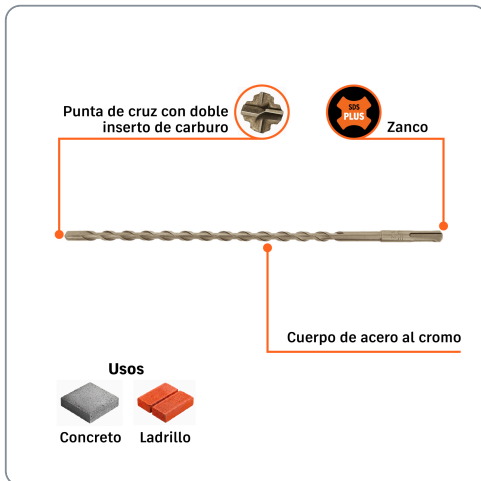 Punta de cruz con doble
inserto de carburo
SDS
PLUS
Zanco
Cuerpo de acero al cromo
Usos
Concreto
Ladrillo